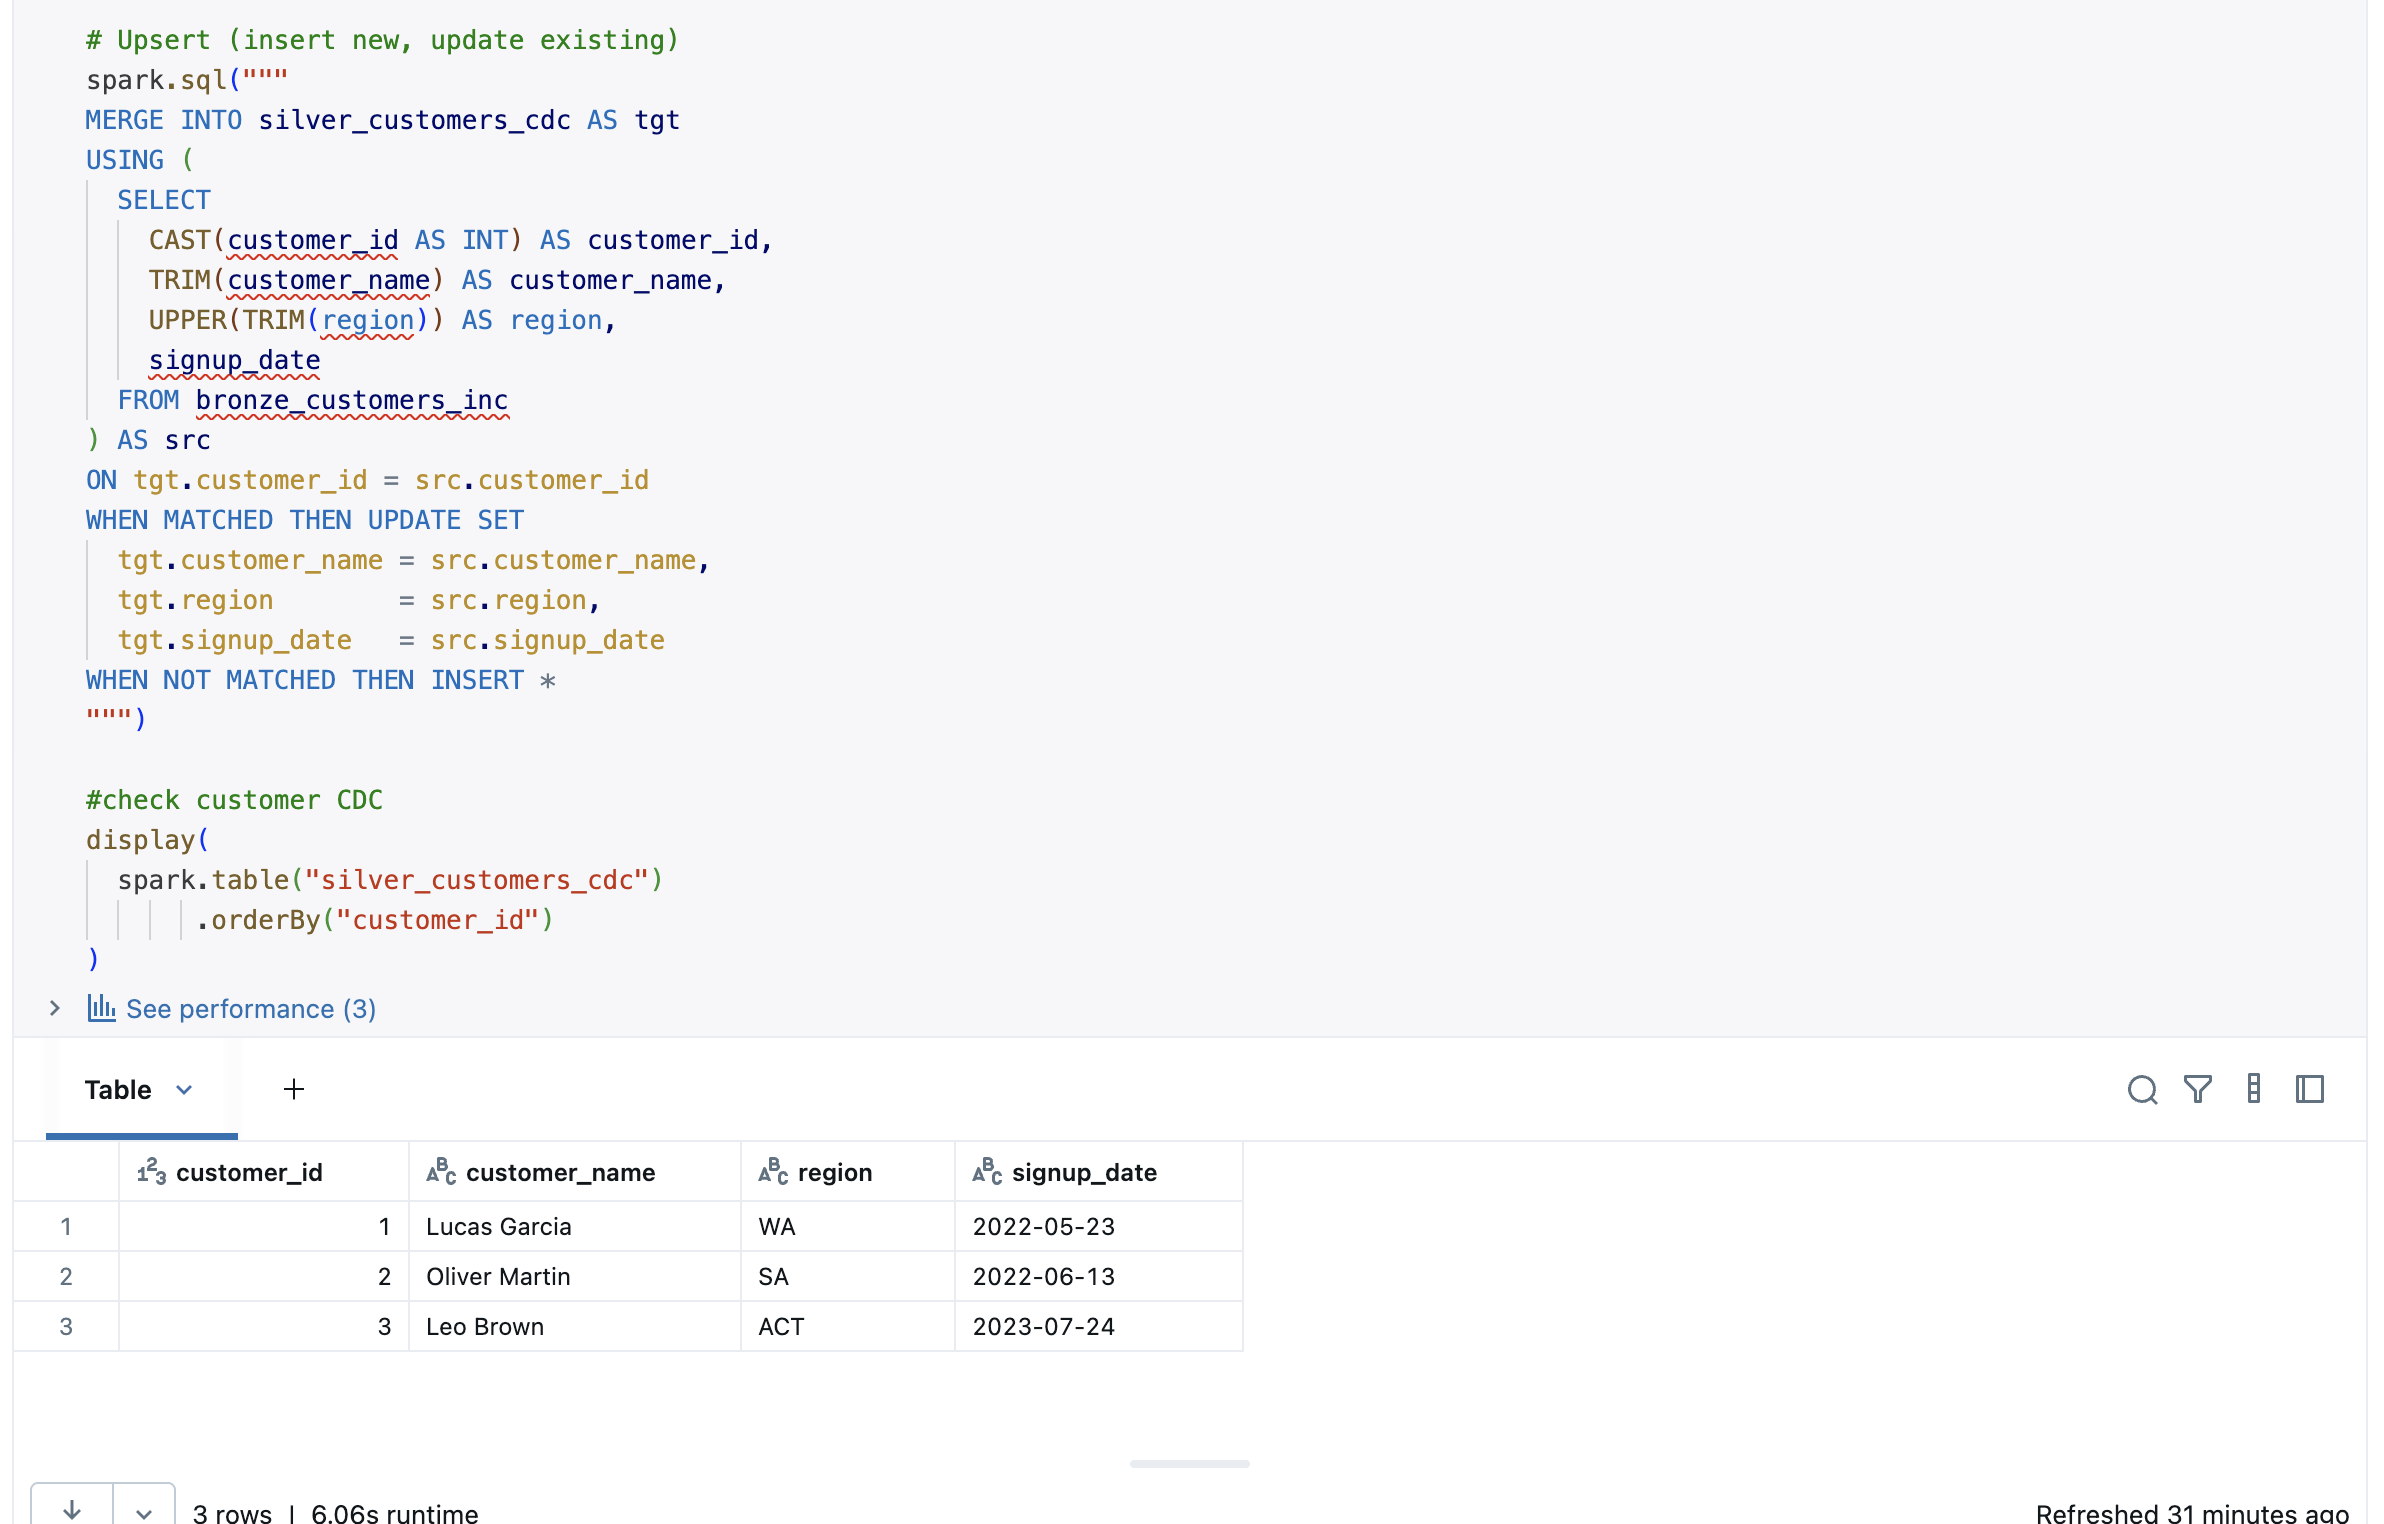 # Upsert (insert new, update existing)
spark.sql("""
MERGE INTO silver_customers_cdc AS tgt
USING (
  SELECT
    CAST(customer_id AS INT) AS customer_id,
    TRIM(customer_name) AS customer_name,
    UPPER(TRIM(region)) AS region,
    signup_date
  FROM bronze_customers_inc
) AS src
ON tgt.customer_id = src.customer_id
WHEN MATCHED THEN UPDATE SET
  tgt.customer_name = src.customer_name,
  tgt.region        = src.region,
  tgt.signup_date   = src.signup_date
WHEN NOT MATCHED THEN INSERT *
""")
#check customer CDC
display(
  spark.table("silver_customers_cdc")
       .orderBy("customer_id")
)
See performance (3)
Table +
123 customer_id ABC customer_name ABC region ABC signup_date
1 1 Lucas Garcia WA 2022-05-23
2 2 Oliver Martin SA 2022-06-13
3 3 Leo Brown ACT 2023-07-24
3 rows | 6.06s runtime Refreshed 31 minutes ago